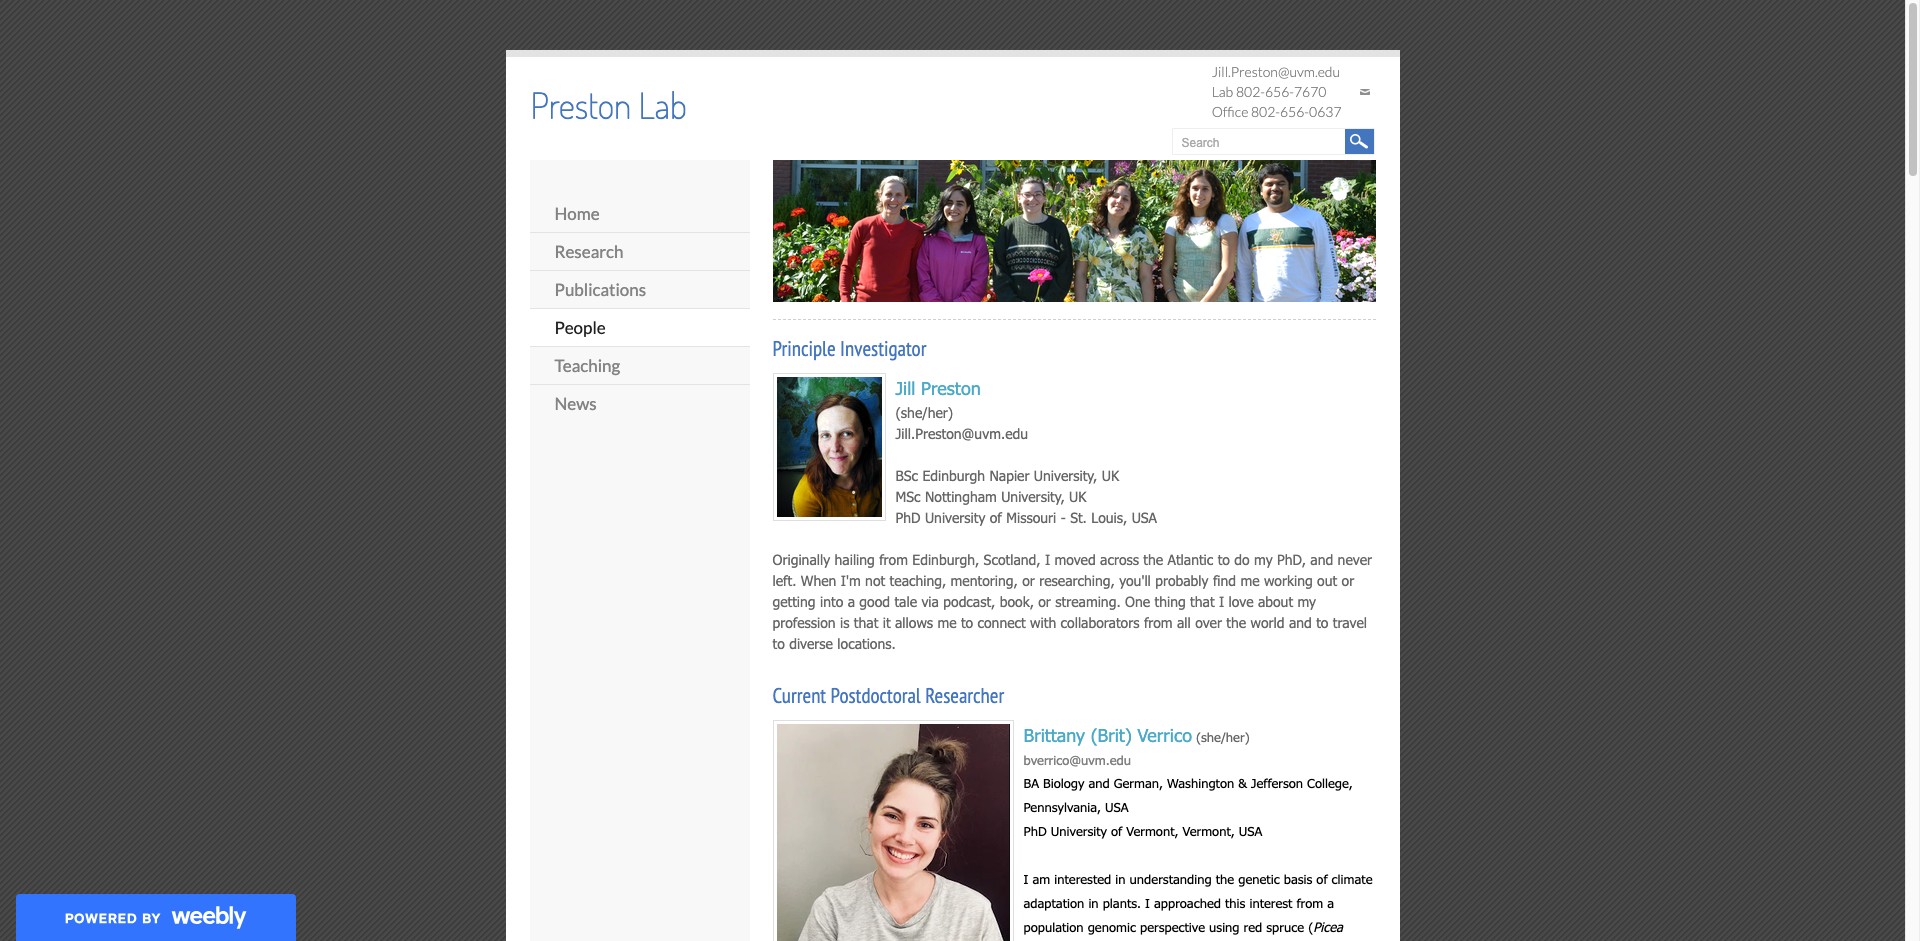 Jill.Preston@uvm.edu
Lab 802-656-7670
Office 802-656-0637
Preston Lab
Search
Home
Research
Publications
People
Teaching
News
Principle Investigator
Jill Preston
(she/her)
Jill.Preston@uvm.edu
BSc Edinburgh Napier University, UK
MSc Nottingham University, UK
PhD University of Missouri - St. Louis, USA
Originally hailing from Edinburgh, Scotland, I moved across the Atlantic to do my PhD, and never
left. When I'm not teaching, mentoring, or researching, you'll probably find me working out or
getting into a good tale via podcast, book, or streaming. One thing that I love about my
profession is that it allows me to connect with collaborators from all over the world and to travel
to diverse locations.
Current Postdoctoral Researcher
Brittany (Brit) Verrico (she/her)
bverrico@uvm.edu
BA Biology and German, Washington & Jefferson College,
Pennsylvania, USA
PhD University of Vermont, Vermont, USA
I am interested in understanding the genetic basis of climate
adaptation in plants. I approached this interest from a
population genomic perspective using red spruce (Picea
POWERED BY weebly